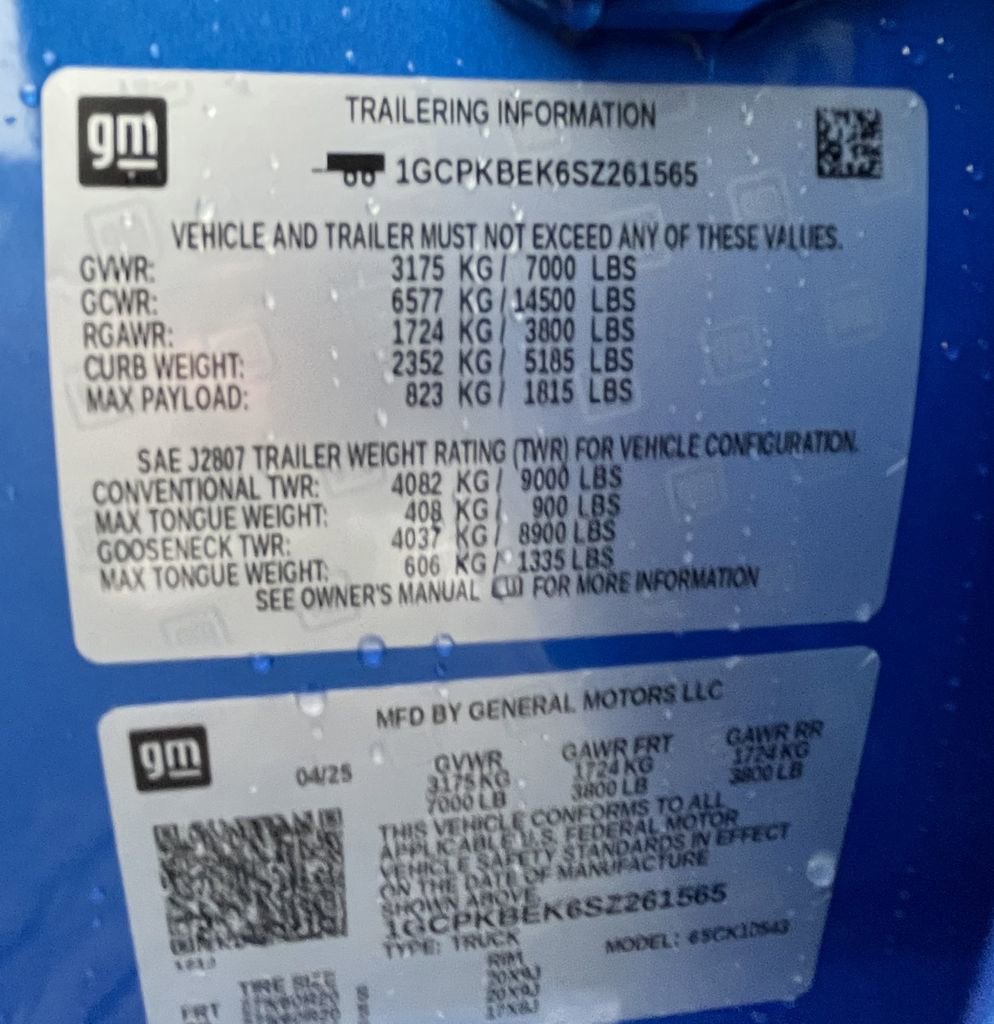 gm
TRAILERING INFORMATION
1GCPKBEK6SZ261565
VEHICLE AND TRAILER MUST NOT EXCEED ANY OF THESE VALUES.
GVWR: 3175 KG / 7000 LBS
GCWR: 6577 KG /14500 LBS
RGAWR: 1724 KG / 3800 LBS
CURB WEIGHT: 2352 KG / 5185 LBS
MAX PAYLOAD: 823 KG / 1815 LBS
SAE J2807 TRAILER WEIGHT RATING (TWR) FOR VEHICLE CONFIGURATION.
CONVENTIONAL TWR: 4082 KG / 9000 LBS
MAX TONGUE WEIGHT: 408 KG / 900 LBS
GOOSENECK TWR: 4037 KG / 8900 LBS
MAX TONGUE WEIGHT: 606 KG / 1335 LBS
SEE OWNER'S MANUAL FOR MORE INFORMATION
gm
MFD BY GENERAL MOTORS LLC
04/25
GVWR GAWR FRT GAWR RR
3175KG 1724KG 1724KG
7000 LB 3800 LB 3800 LB
THIS VEHICLE CONFORMS TO ALL
APPLICABLE U.S. FEDERAL MOTOR
VEHICLE SAFETY STANDARDS IN EFFECT
ON THE DATE OF MANUFACTURE
SHOWN ABOVE.
1GCPKBEK6SZ261565
TYPE: TRUCK MODEL:
TIRE SIZE RIM
FRT 20X9J
20X9J